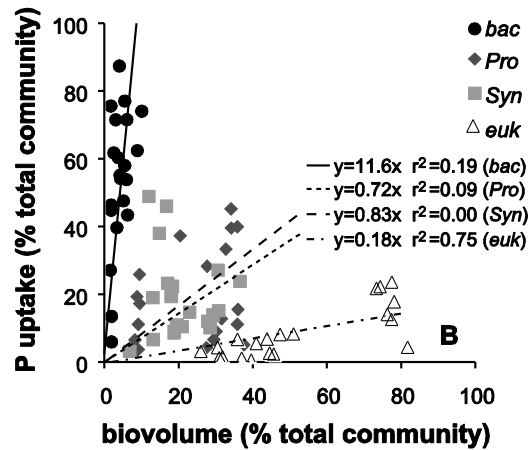 P uptake (% total community)
100
80
60
40
20
0
bac
Pro
Syn
euk
y=11.6x r²=0.19 (bac)
y=0.72x r²=0.09 (Pro)
y=0.83x r²=0.00 (Syn)
y=0.18x r²=0.75 (euk)
B
0 20 40 60 80 100
biovolume (% total community)